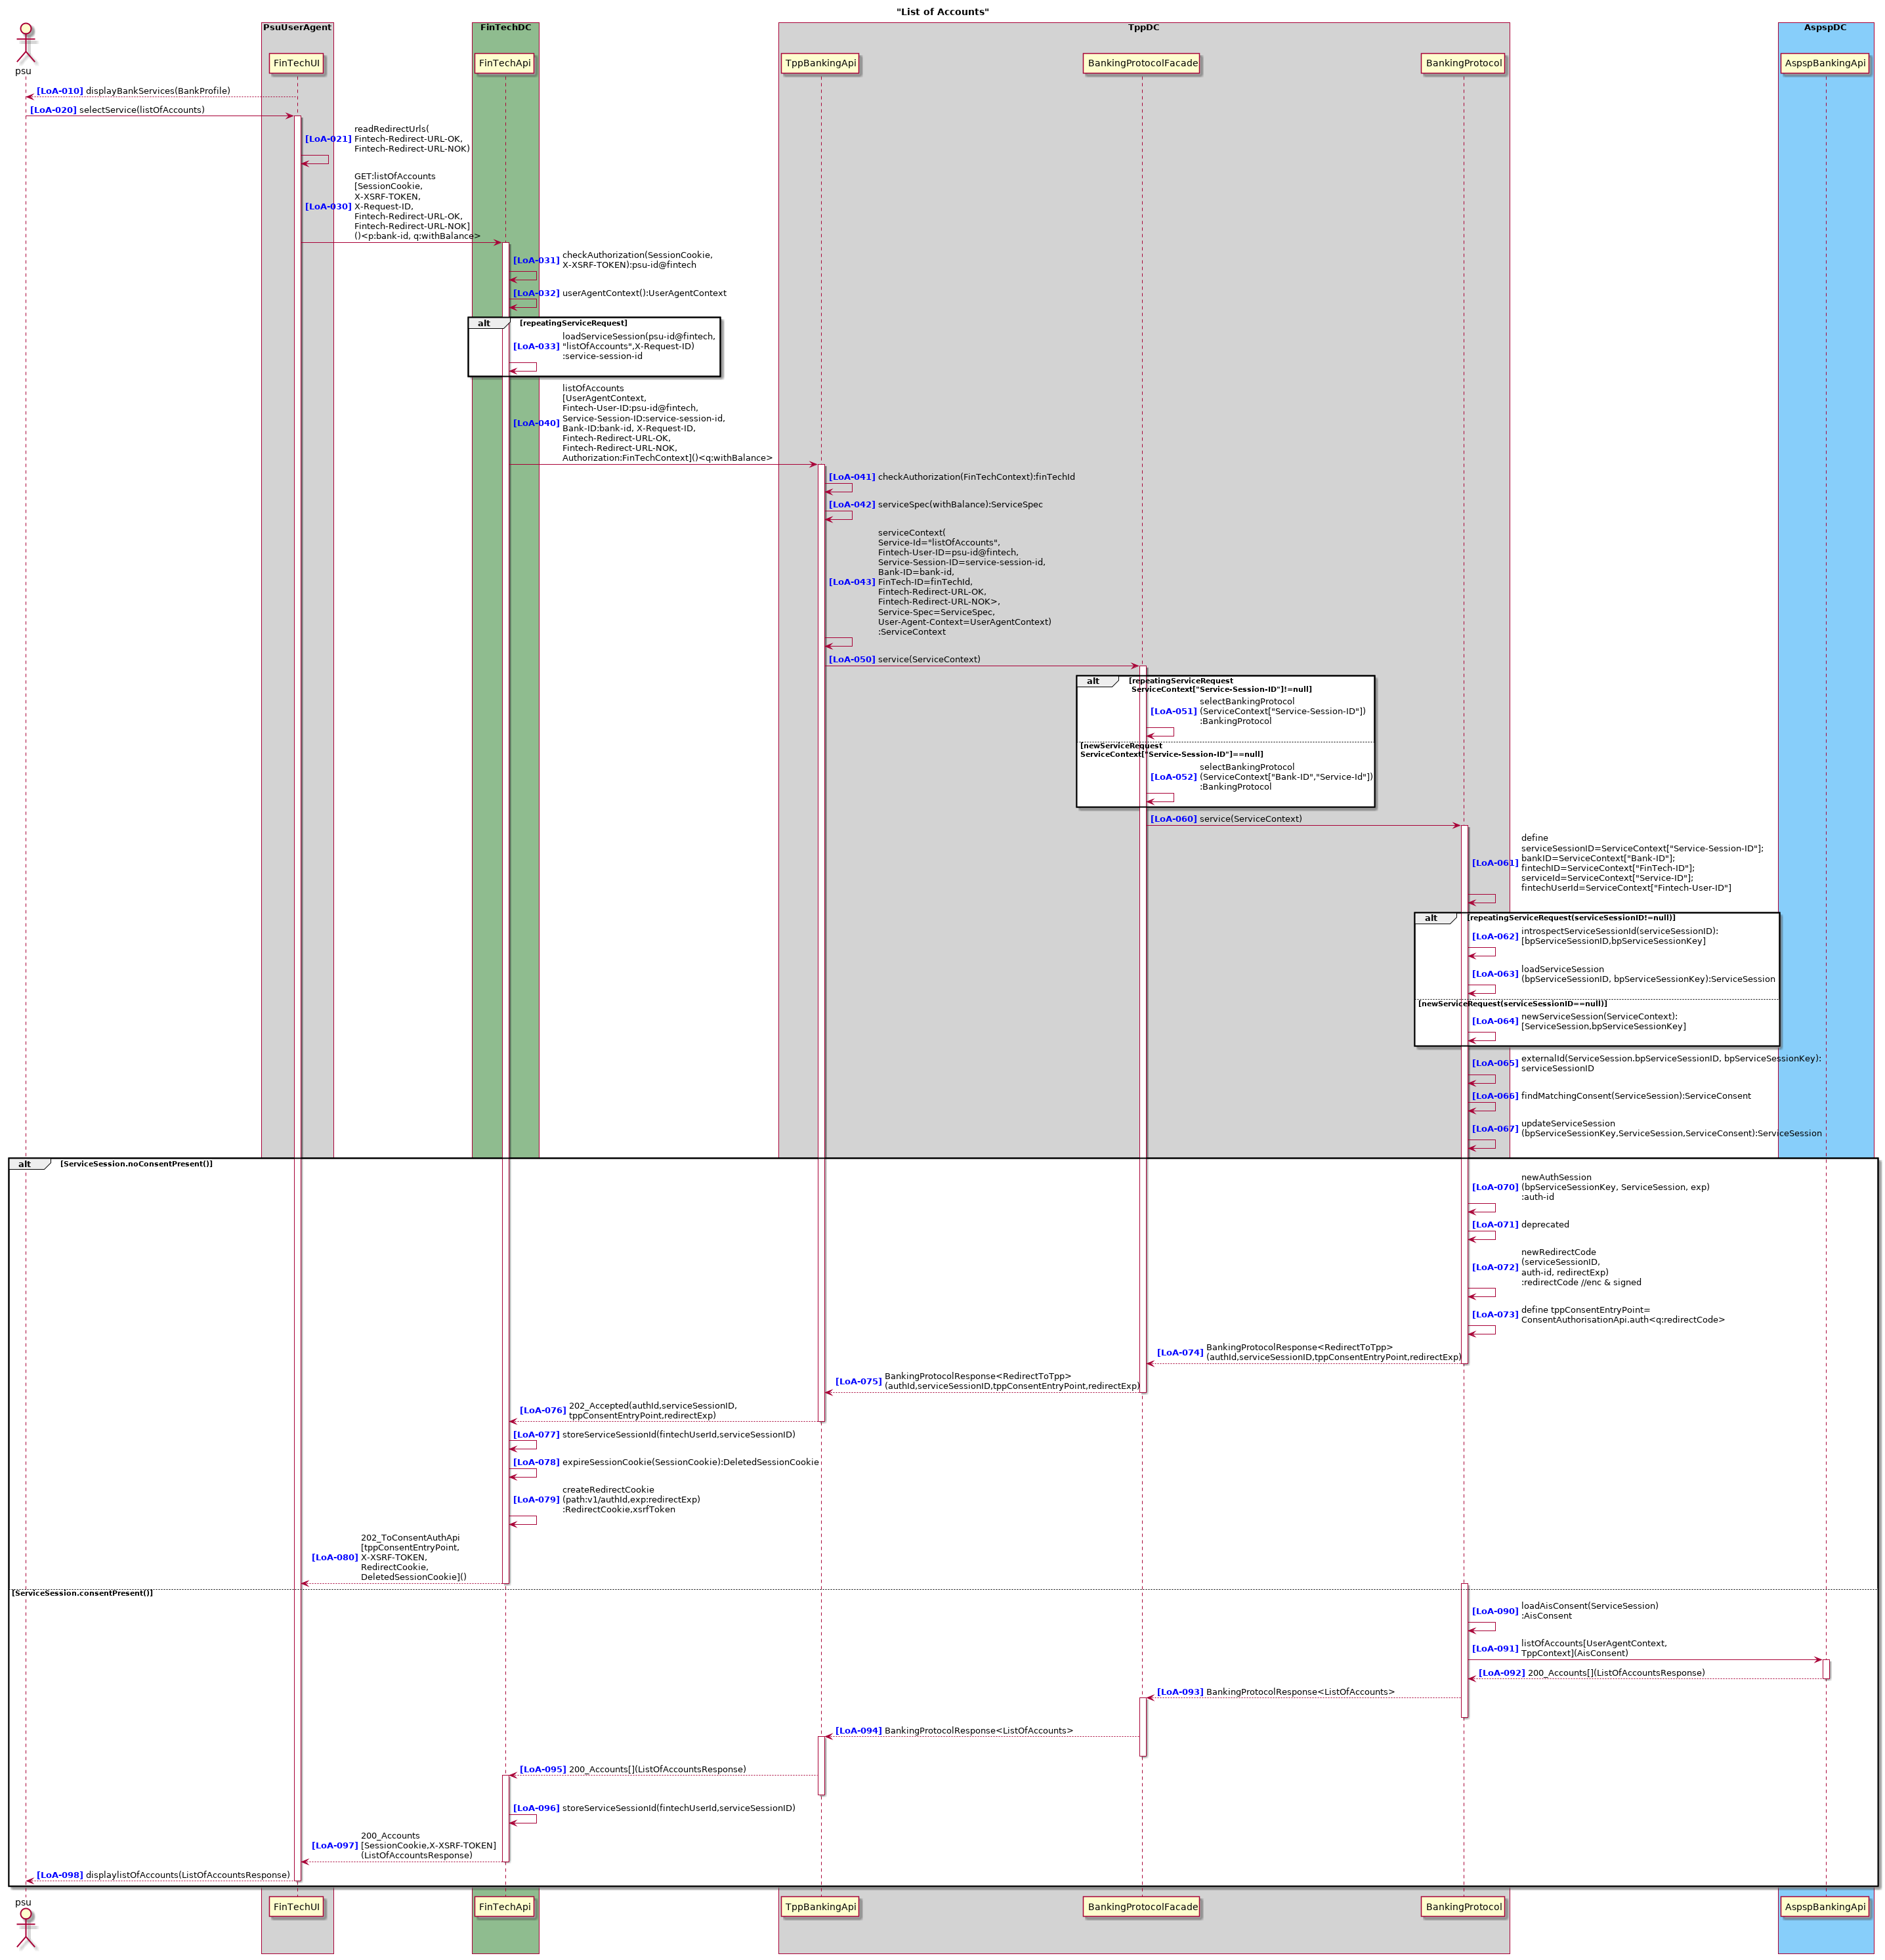 "List of Accounts"
PsuUserAgent
FinTechDC
TppDC
AspspDC
psu
FinTechUI
FinTechApi
TppBankingApi
BankingProtocolFacade
BankingProtocol
AspspBankingApi
[LoA-010] displayBankServices(BankProfile)
[LoA-020] selectService(listOfAccounts)
readRedirectUrls(
[LoA-021] Fintech-Redirect-URL-OK,
Fintech-Redirect-URL-NOK)
GET:listOfAccounts
[SessionCookie,
X-XSRF-TOKEN,
[LoA-030] X-Request-ID,
Fintech-Redirect-URL-OK,
Fintech-Redirect-URL-NOK]
()<p:bank-id, q:withBalance>
[LoA-031] checkAuthorization(SessionCookie,
X-XSRF-TOKEN):psu-id@fintech
[LoA-032] userAgentContext():UserAgentContext
alt [repeatingServiceRequest]
loadServiceSession(psu-id@fintech,
[LoA-033] "listOfAccounts",X-Request-ID)
:service-session-id
listOfAccounts
[UserAgentContext,
Fintech-User-ID:psu-id@fintech,
[LoA-040] Service-Session-ID:service-session-id,
Bank-ID:bank-id, X-Request-ID,
Fintech-Redirect-URL-OK,
Fintech-Redirect-URL-NOK,
Authorization:FinTechContext]()<q:withBalance>
[LoA-041] checkAuthorization(FinTechContext):finTechId
[LoA-042] serviceSpec(withBalance):ServiceSpec
serviceContext(
Service-Id="listOfAccounts",
Fintech-User-ID=psu-id@fintech,
Service-Session-ID=service-session-id,
Bank-ID=bank-id,
[LoA-043] FinTech-ID=finTechId,
Fintech-Redirect-URL-OK,
Fintech-Redirect-URL-NOK>,
Service-Spec=ServiceSpec,
User-Agent-Context=UserAgentContext)
:ServiceContext
[LoA-050] service(ServiceContext)
alt [repeatingServiceRequest
ServiceContext["Service-Session-ID"]!=null]
selectBankingProtocol
[LoA-051] (ServiceContext["Service-Session-ID"])
:BankingProtocol
[newServiceRequest
ServiceContext["Service-Session-ID"]==null]
selectBankingProtocol
[LoA-052] (ServiceContext["Bank-ID","Service-Id"])
:BankingProtocol
[LoA-060] service(ServiceContext)
define
serviceSessionID=ServiceContext["Service-Session-ID"];
bankID=ServiceContext["Bank-ID"];
[LoA-061] fintechID=ServiceContext["FinTech-ID"];
serviceId=ServiceContext["Service-ID"];
fintechUserId=ServiceContext["Fintech-User-ID"]
alt [repeatingServiceRequest(serviceSessionID!=null)]
[LoA-062] introspectServiceSessionId(serviceSessionID):
[bpServiceSessionID,bpServiceSessionKey]
[LoA-063] loadServiceSession
(bpServiceSessionID, bpServiceSessionKey):ServiceSession
[newServiceRequest(serviceSessionID==null)]
[LoA-064] newServiceSession(ServiceContext):
[ServiceSession,bpServiceSessionKey]
[LoA-065] externalId(ServiceSession.bpServiceSessionID, bpServiceSessionKey):
serviceSessionID
[LoA-066] findMatchingConsent(ServiceSession):ServiceConsent
[LoA-067] updateServiceSession
(bpServiceSessionKey,ServiceSession,ServiceConsent):ServiceSession
alt [ServiceSession.noConsentPresent()]
newAuthSession
[LoA-070] (bpServiceSessionKey, ServiceSession, exp)
:auth-id
[LoA-071] deprecated
newRedirectCode
[LoA-072] (serviceSessionID,
auth-id, redirectExp)
:redirectCode //enc & signed
[LoA-073] define tppConsentEntryPoint=
ConsentAuthorisationApi.auth<q:redirectCode>
[LoA-074] BankingProtocolResponse<RedirectToTpp>
(authId,serviceSessionID,tppConsentEntryPoint,redirectExp)
[LoA-075] BankingProtocolResponse<RedirectToTpp>
(authId,serviceSessionID,tppConsentEntryPoint,redirectExp)
[LoA-076] 202_Accepted(authId,serviceSessionID,
tppConsentEntryPoint,redirectExp)
[LoA-077] storeServiceSessionId(fintechUserId,serviceSessionID)
[LoA-078] expireSessionCookie(SessionCookie):DeletedSessionCookie
createRedirectCookie
[LoA-079] (path:v1/authId,exp:redirectExp)
:RedirectCookie,xsrfToken
202_ToConsentAuthApi
[tppConsentEntryPoint,
[LoA-080] X-XSRF-TOKEN,
RedirectCookie,
DeletedSessionCookie]()
[ServiceSession.consentPresent()]
[LoA-090] loadAisConsent(ServiceSession)
:AisConsent
[LoA-091] listOfAccounts[UserAgentContext,
TppContext](AisConsent)
[LoA-092] 200_Accounts[](ListOfAccountsResponse)
[LoA-093] BankingProtocolResponse<ListOfAccounts>
[LoA-094] BankingProtocolResponse<ListOfAccounts>
[LoA-095] 200_Accounts[](ListOfAccountsResponse)
[LoA-096] storeServiceSessionId(fintechUserId,serviceSessionID)
200_Accounts
[LoA-097] [SessionCookie,X-XSRF-TOKEN]
(ListOfAccountsResponse)
[LoA-098] displaylistOfAccounts(ListOfAccountsResponse)
psu
FinTechUI
FinTechApi
TppBankingApi
BankingProtocolFacade
BankingProtocol
AspspBankingApi